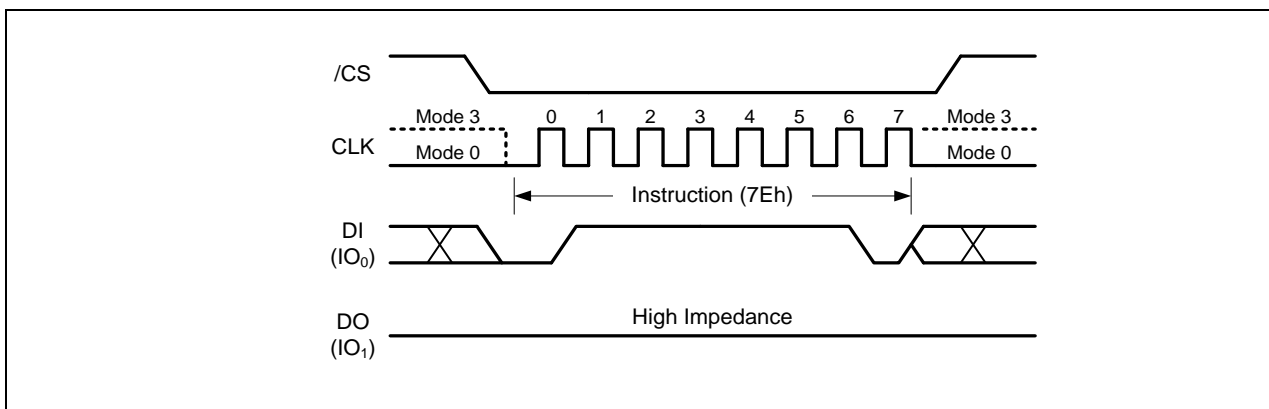 /CS
Mode 3 0 1 2 3 4 5 6 7 Mode 3
CLK
Mode 0 Mode 0
Instruction (7Eh)
DI
(IO₀)
High Impedance
DO
(IO₁)